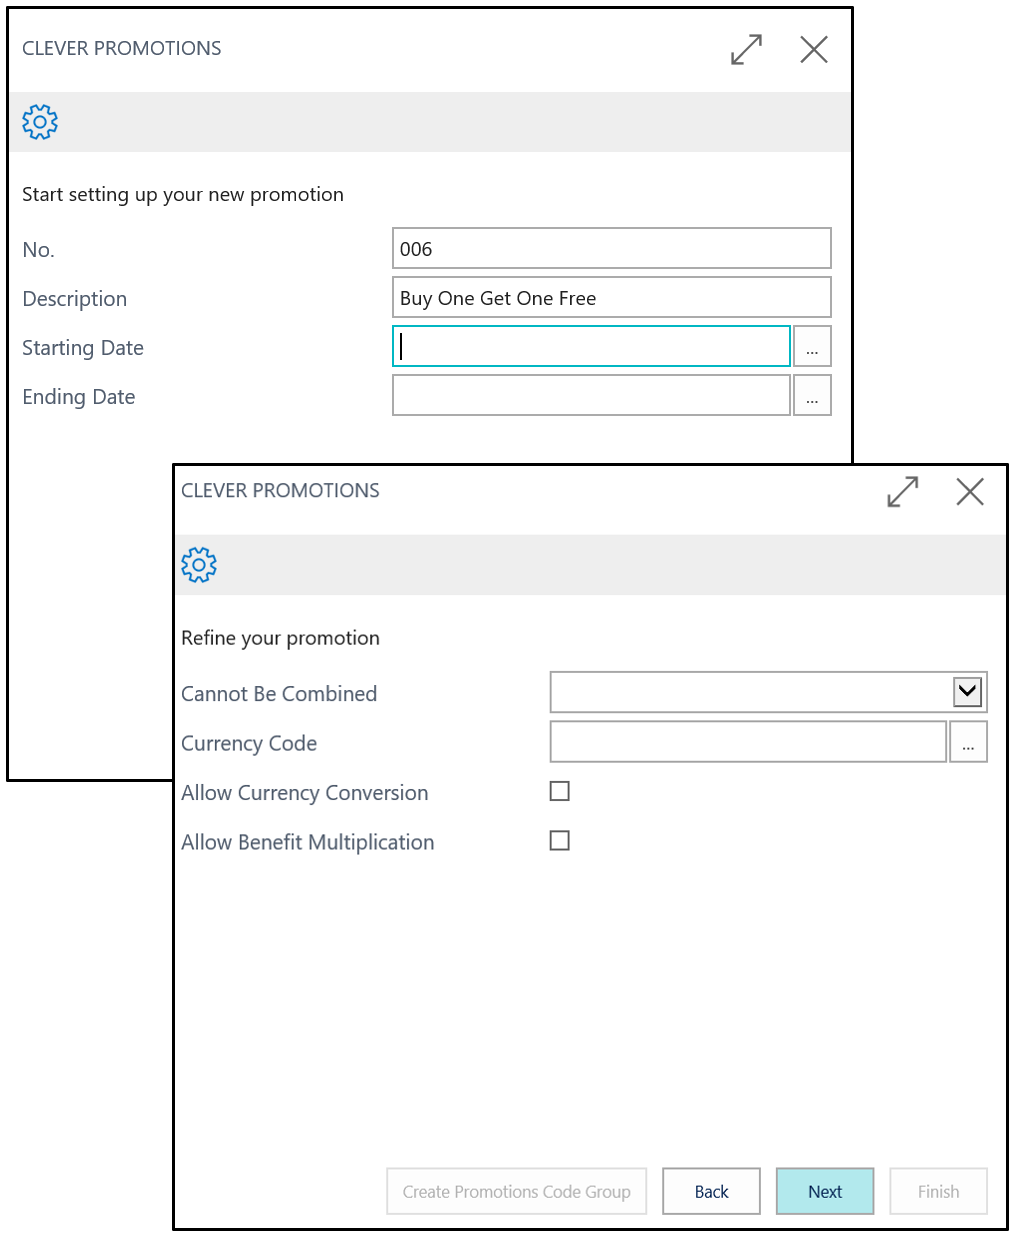 CLEVER PROMOTIONS
Start setting up your new promotion
No. 006
Description Buy One Get One Free
Starting Date ...
Ending Date ...
CLEVER PROMOTIONS
Refine your promotion
Cannot Be Combined
Currency Code ...
Allow Currency Conversion
Allow Benefit Multiplication
Create Promotions Code Group Back Next Finish